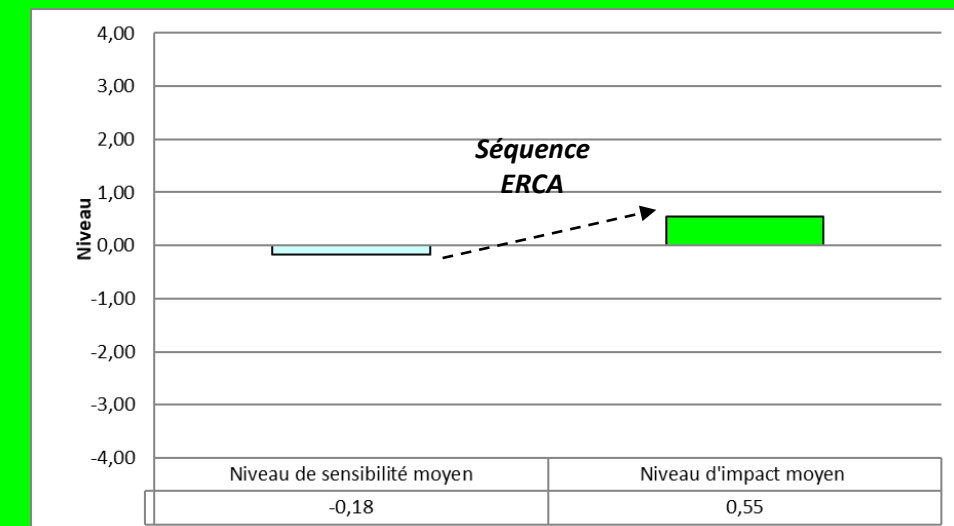 4,00
3,00
2,00
1,00
0,00
-1,00
-2,00
-3,00
-4,00
Niveau
Séquence
ERCA
Niveau de sensibilité moyen Niveau d'impact moyen
-0,18 0,55